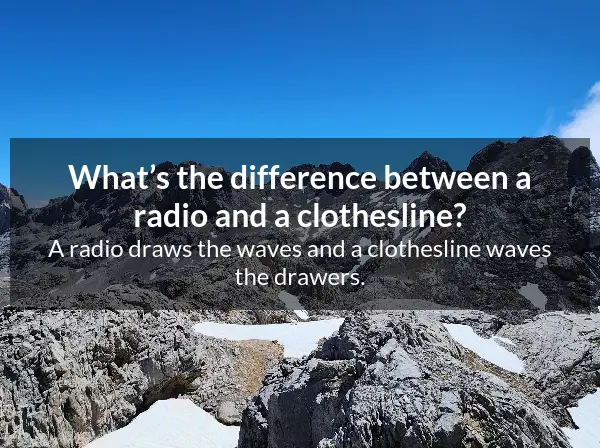 What’s the difference between a
radio and a clothesline?
A radio draws the waves and a clothesline waves
the drawers.